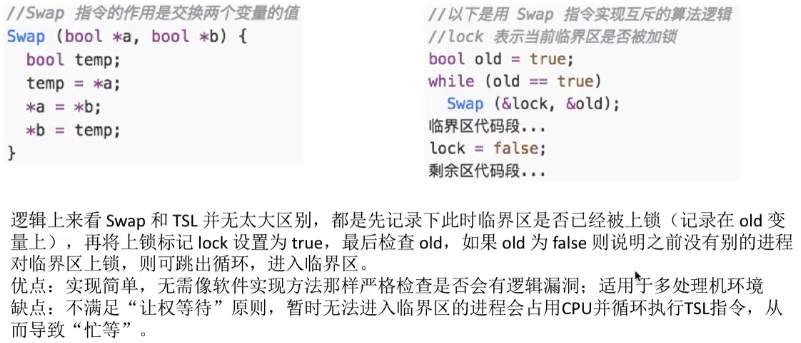 //Swap 指令的作用是交换两个变量的值
Swap (bool *a, bool *b) {
  bool temp;
  temp = *a;
  *a = *b;
  *b = temp;
}
//以下是用 Swap 指令实现互斥的算法逻辑
//lock 表示当前临界区是否被加锁
bool old = true;
while (old == true)
  Swap (&lock, &old);
临界区代码段...
lock = false;
剩余区代码段...
逻辑上来看 Swap 和 TSL 并无太大区别，都是先记录下此时临界区是否已经被上锁（记录在 old 变
量上），再将上锁标记 lock 设置为 true，最后检查 old，如果 old 为 false 则说明之前没有别的进程
对临界区上锁，则可跳出循环，进入临界区。
优点：实现简单，无需像软件实现方法那样严格检查是否会有逻辑漏洞；适用于多处理机环境
缺点：不满足“让权等待”原则，暂时无法进入临界区的进程会占用CPU并循环执行TSL指令，从
而导致“忙等”。